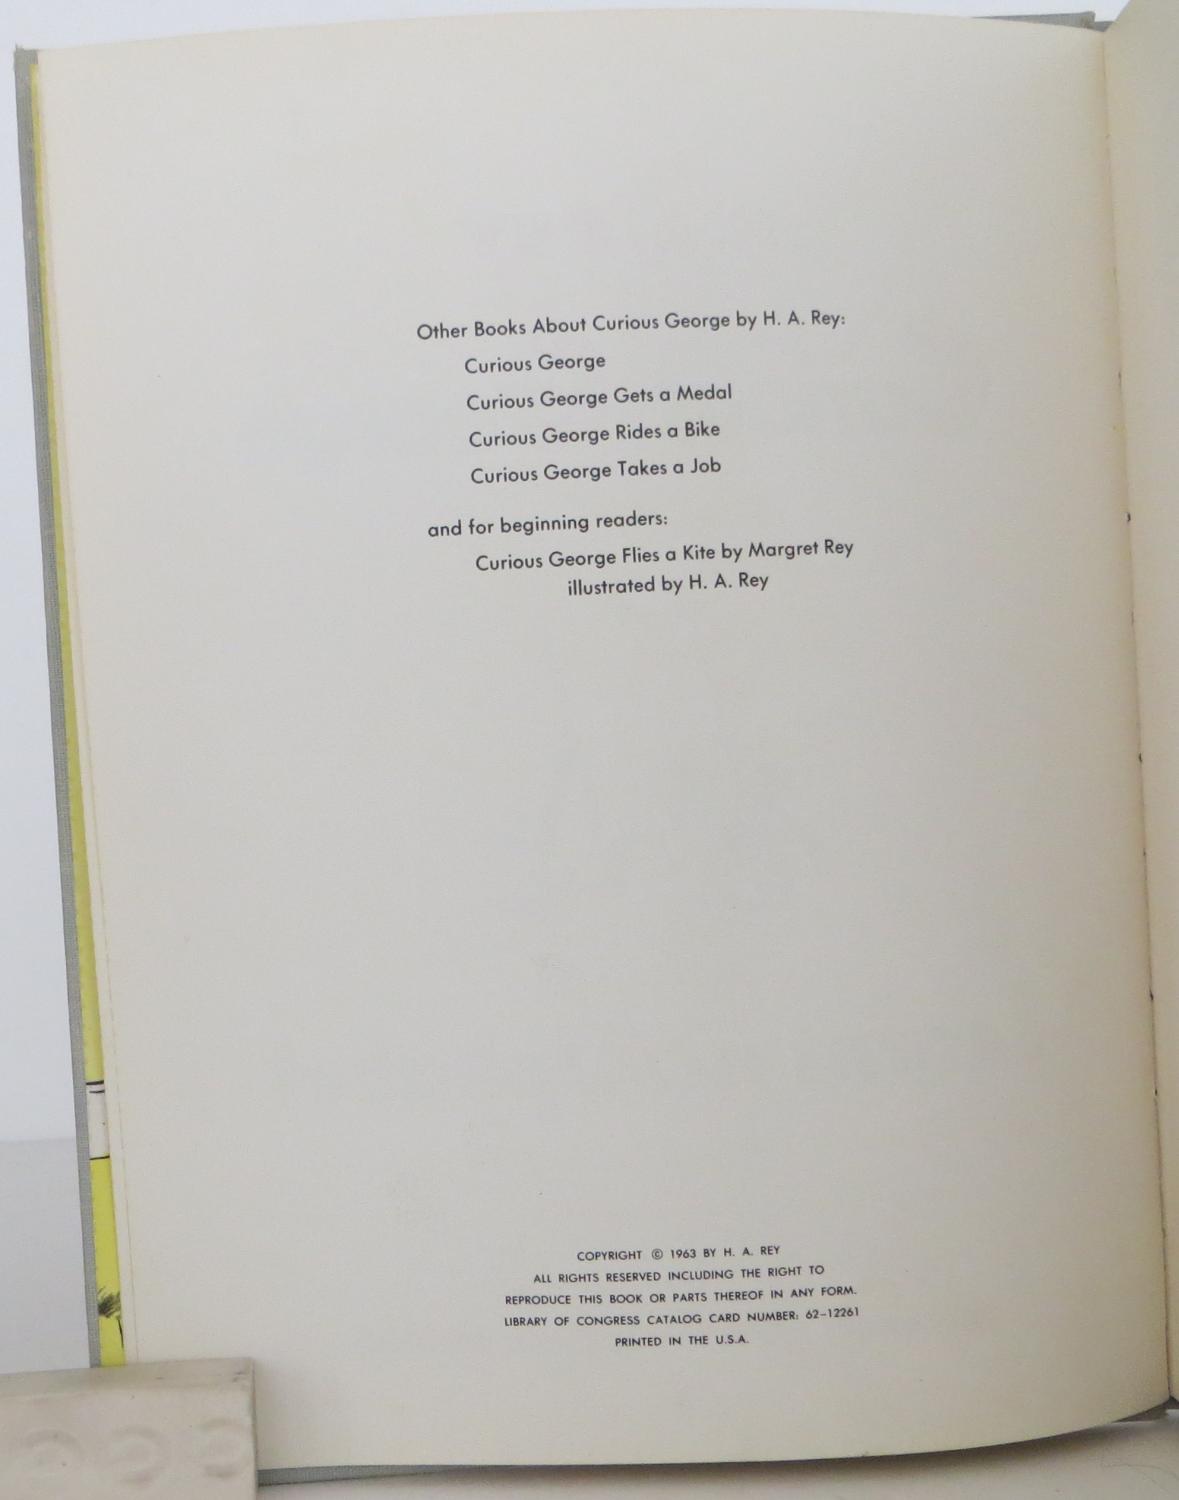 Other Books About Curious George by H. A. Rey:
Curious George
Curious George Gets a Medal
Curious George Rides a Bike
Curious George Takes a Job
and for beginning readers:
Curious George Flies a Kite by Margret Rey
illustrated by H. A. Rey
COPYRIGHT © 1963 BY H. A. REY
ALL RIGHTS RESERVED INCLUDING THE RIGHT TO
REPRODUCE THIS BOOK OR PARTS THEREOF IN ANY FORM.
LIBRARY OF CONGRESS CATALOG CARD NUMBER: 62-12261
PRINTED IN THE U.S.A.